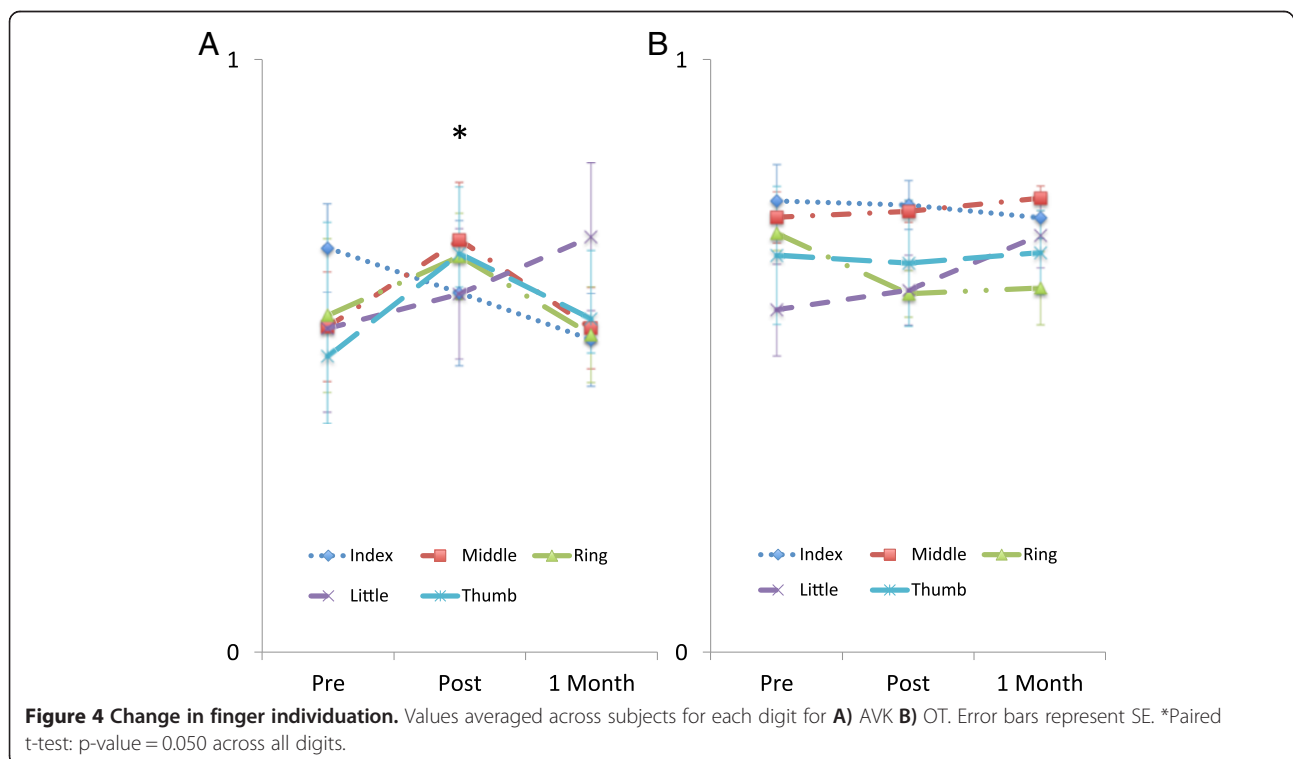 A
B
1
1
*
Index Middle Ring
Little Thumb
Index Middle Ring
Little Thumb
0
0
Pre Post 1 Month
Pre Post 1 Month
Figure 4 Change in finger individuation. Values averaged across subjects for each digit for A) AVK B) OT. Error bars represent SE. *Paired
t-test: p-value = 0.050 across all digits.